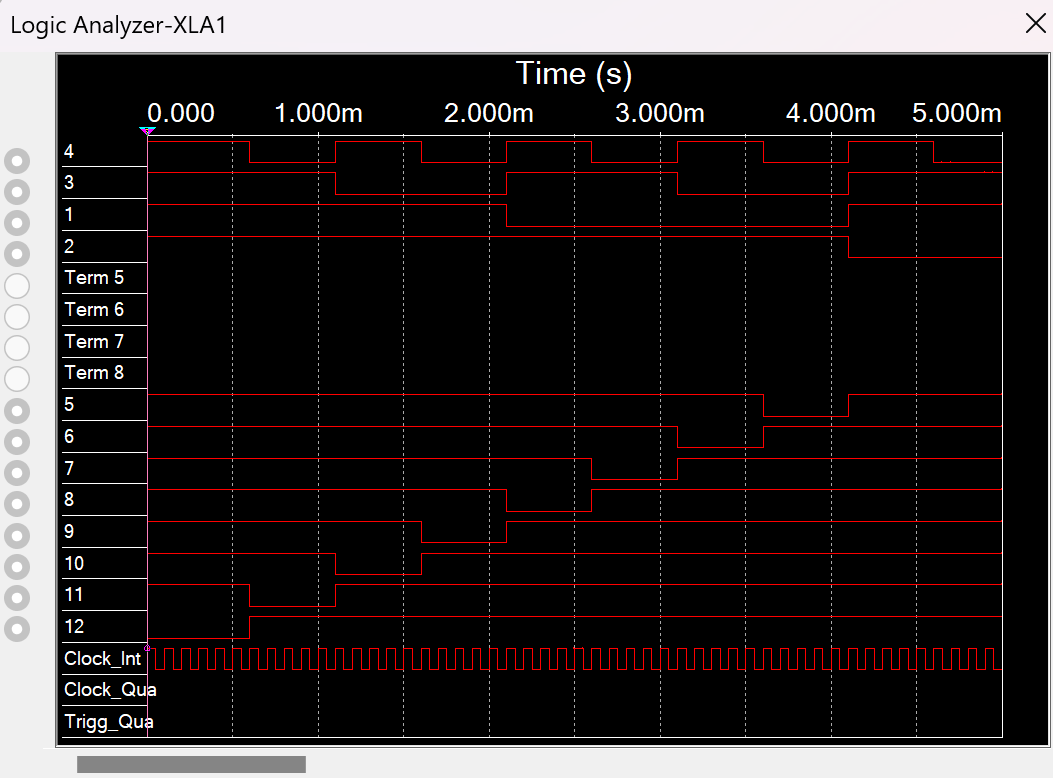 Logic Analyzer-XLA1
Time (s)
0.000 1.000m 2.000m 3.000m 4.000m 5.000m
4
3
1
2
Term 5
Term 6
Term 7
Term 8
5
6
7
8
9
10
11
12
Clock_Int
Clock_Qua
Trigg_Qua